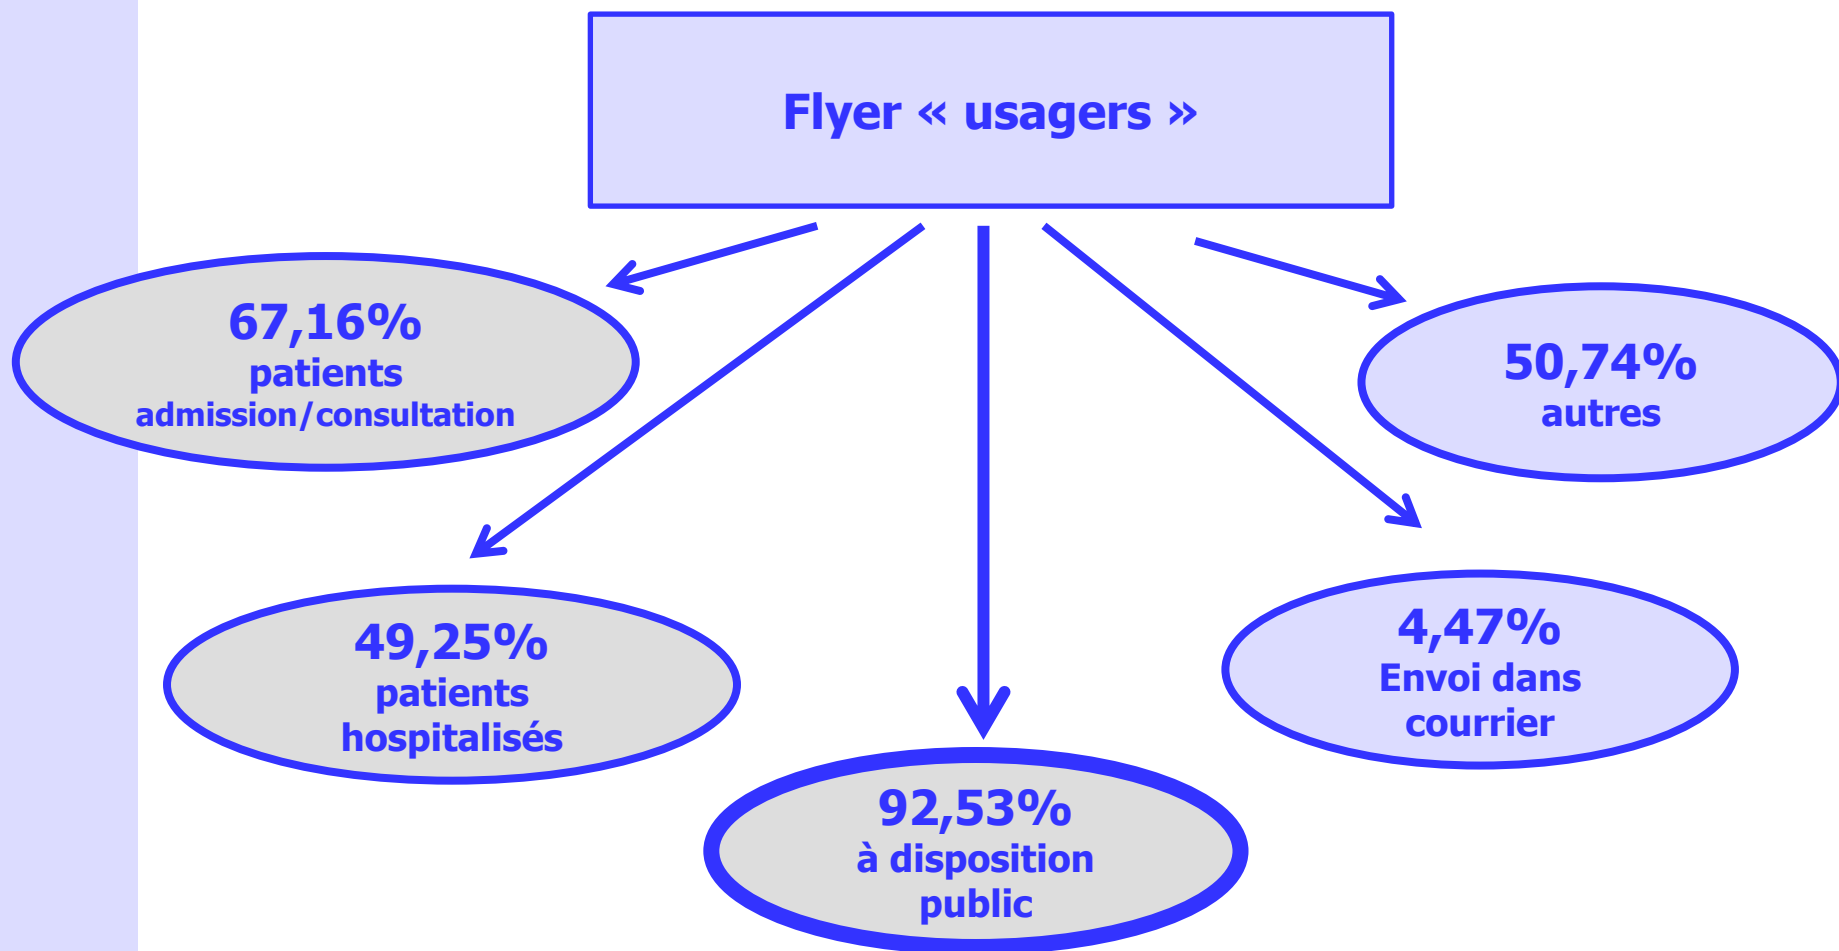 Flyer « usagers »
67,16%
patients
admission/consultation
50,74%
autres
49,25%
patients
hospitalisés
4,47%
Envoi dans
courrier
92,53%
à disposition
public